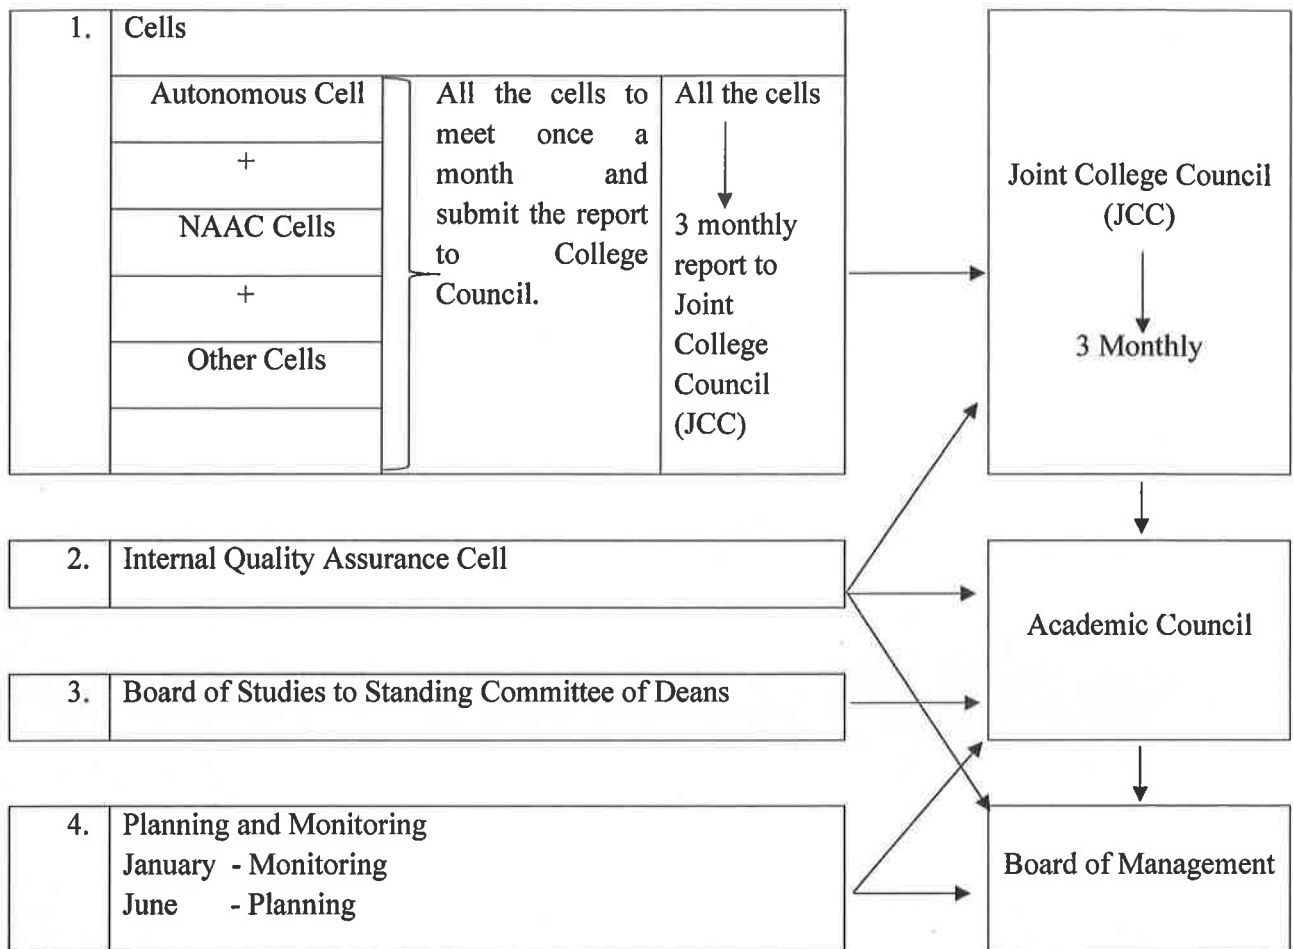 1. Cells
Autonomous Cell
+
NAAC Cells
+
Other Cells
All the cells to
meet once a
month and
submit the report
to College
Council.
All the cells
3 monthly
report to
Joint
College
Council
(JCC)
Joint College Council
(JCC)
3 Monthly
2. Internal Quality Assurance Cell
Academic Council
3. Board of Studies to Standing Committee of Deans
4. Planning and Monitoring
January - Monitoring
June - Planning
Board of Management